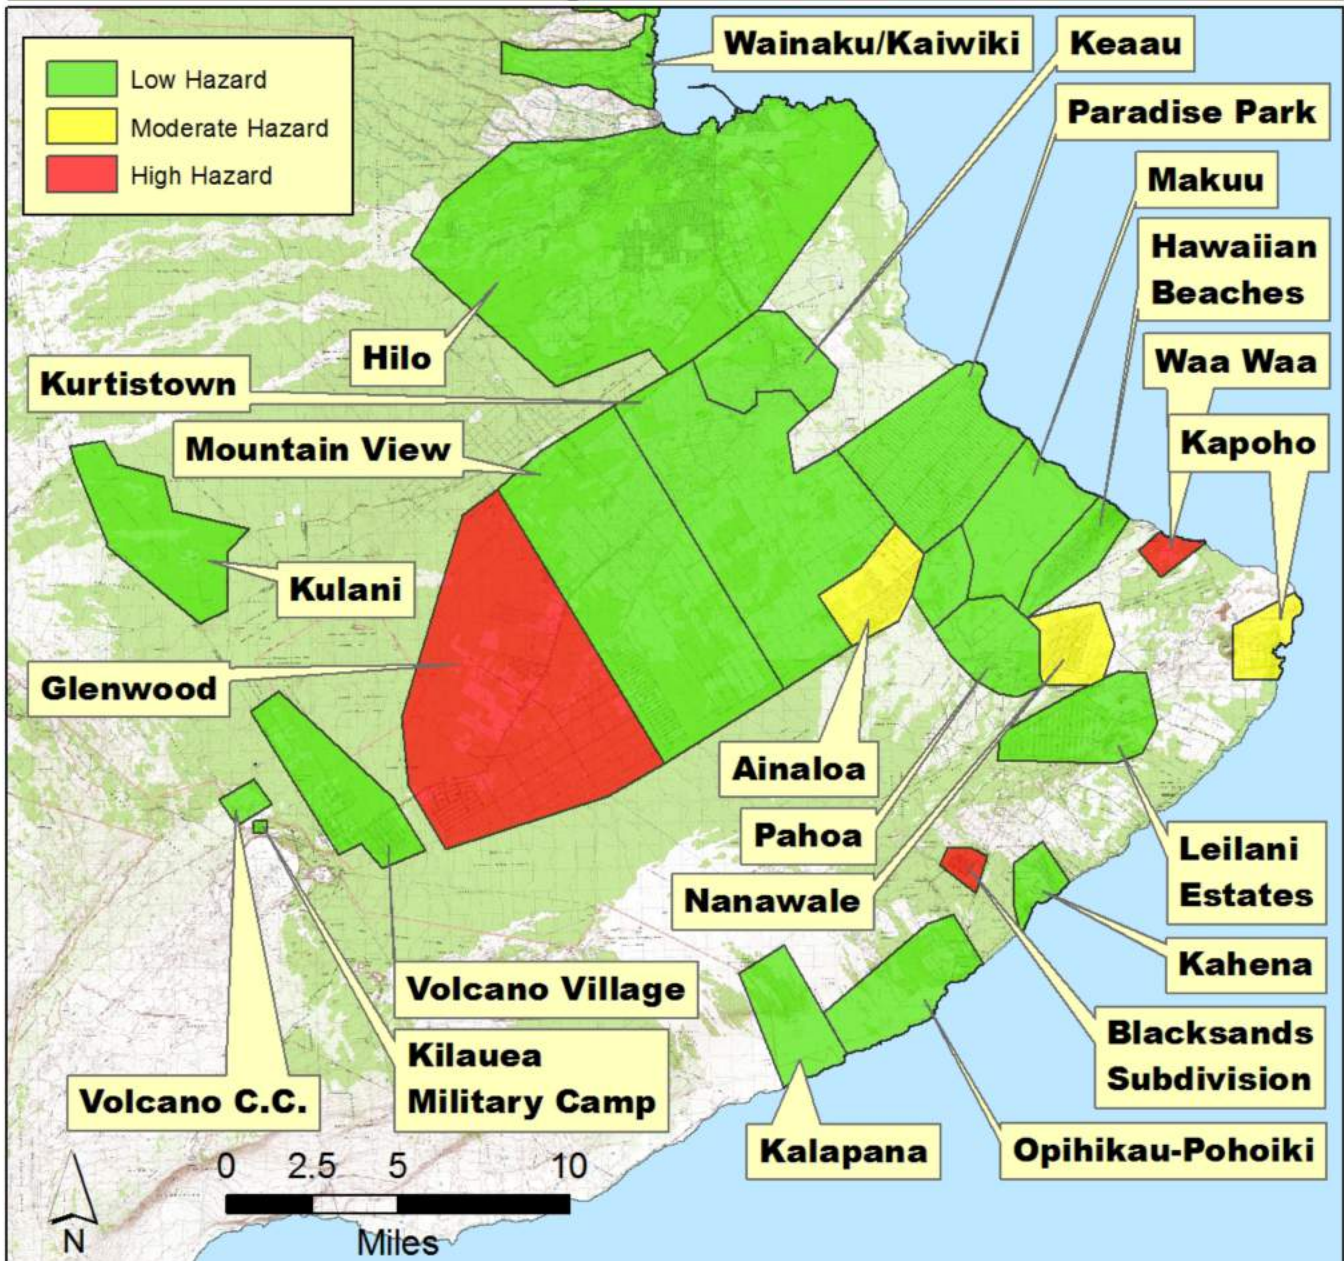 Low Hazard
Moderate Hazard
High Hazard
Wainaku/Kaiwiki
Keaau
Paradise Park
Makuu
Hawaiian
Beaches
Waa Waa
Kapoho
Hilo
Kurtistown
Mountain View
Kulani
Glenwood
Ainaloa
Pahoa
Nanawale
Leilani
Estates
Kahena
Blacksands
Subdivision
Opihikau-Pohoiki
Kalapana
Volcano Village
Kilauea
Military Camp
Volcano C.C.
0 2.5 5 10
Miles
N